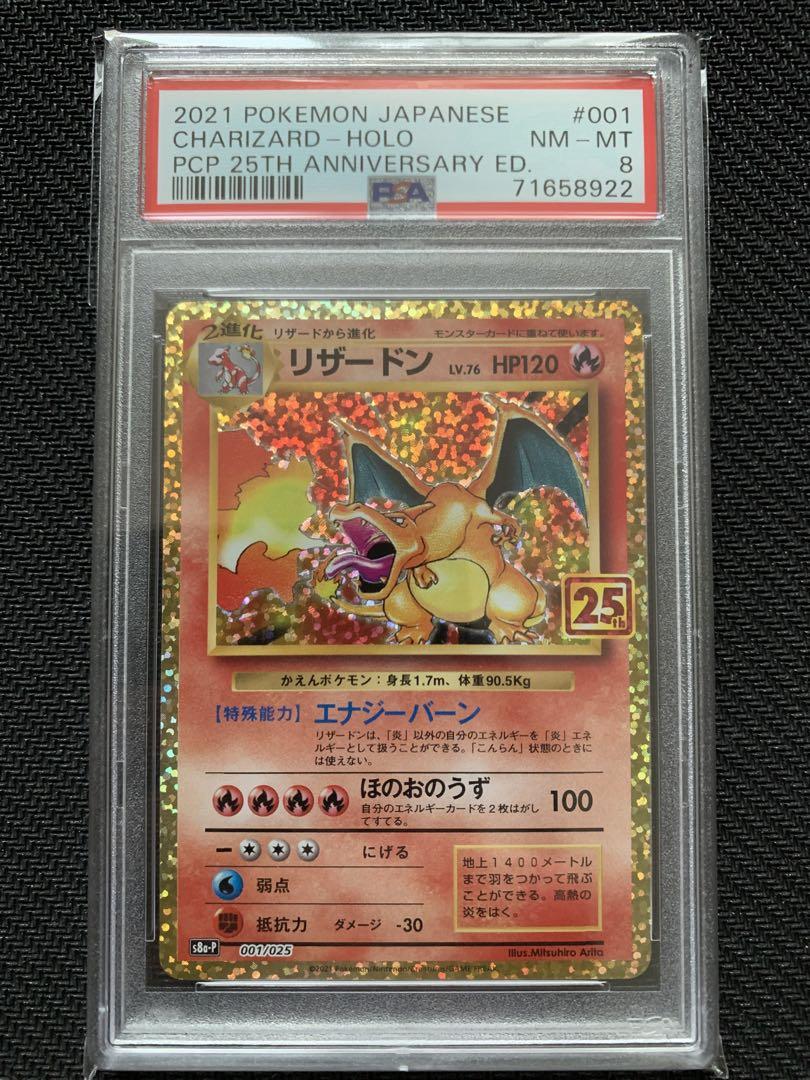 2021 POKEMON JAPANESE #001
CHARIZARD-HOLO NM-MT
PCP 25TH ANNIVERSARY ED. 8
PSA 71658922
2進化 リザードから進化 モンスターカードに重ねて使います。
リザードン LV.76 HP120
25th
かえんポケモン：身長1.7m、体重90.5Kg
【特殊能力】 エナジーバーン
リザードンは、「炎」以外の自分のエネルギーを「炎」エネ
ルギーとして扱うことができる。「こんらん」状態のときに
は使えない。
ほのおのうず 100
自分のエネルギーカードを2枚はがし
てすてる。
ー にげる
弱点
抵抗力 ダメージ -30
地上1400メートル
まで羽をつかって飛ぶ
ことができる。高熱の
炎をはく。
s8a-P 001/025
Illus.Mitsuhiro Arita
©2021 Pokémon/Nintendo/Creatures/GAME FREAK